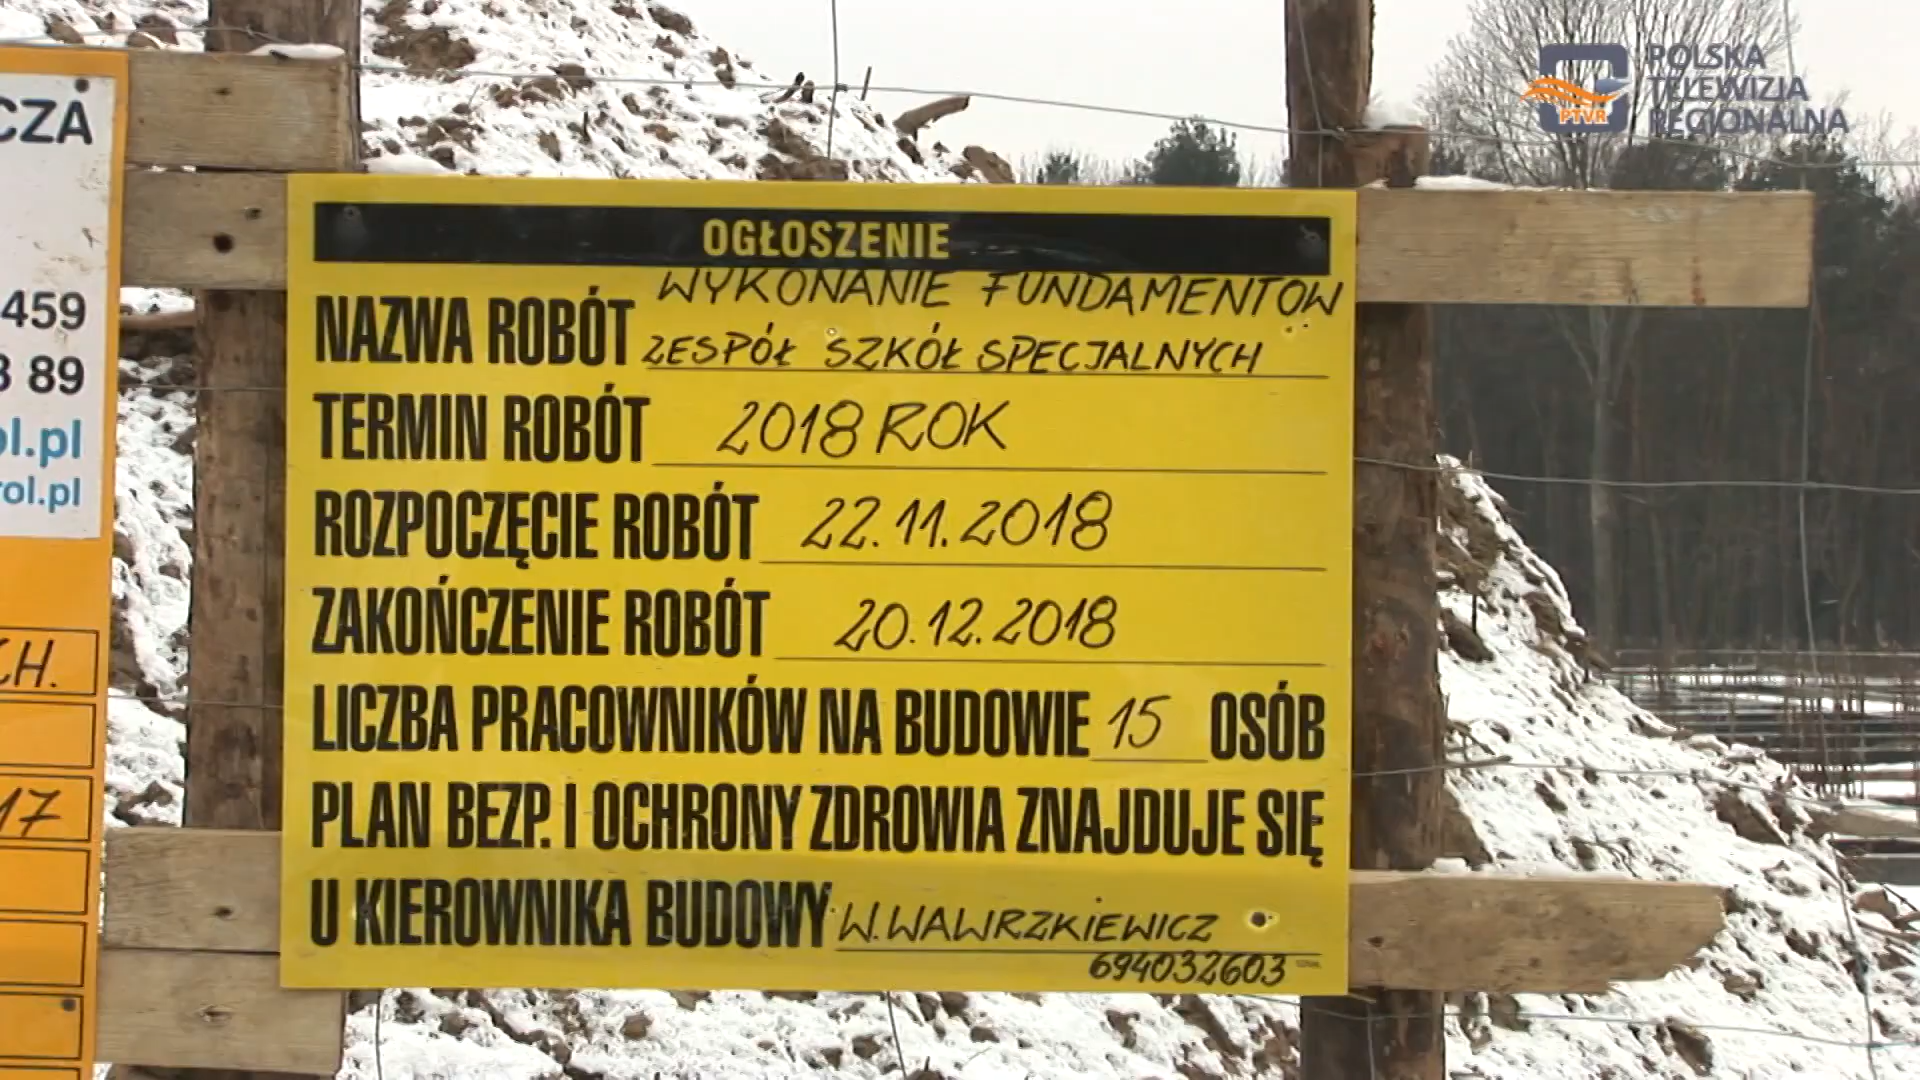 POLSKA
TELEWIZJA
REGIONALNA
PTVR
CZA
459
3 89
ol.pl
rol.pl
CH.
17
OGŁOSZENIE
WYKONANIE FUNDAMENTÓW
NAZWA ROBÓT ZESPÓŁ SZKÓŁ SPECJALNYCH
TERMIN ROBÓT 2018 ROK
ROZPOCZĘCIE ROBÓT 22.11.2018
ZAKOŃCZENIE ROBÓT 20.12.2018
LICZBA PRACOWNIKÓW NA BUDOWIE 15 OSÓB
PLAN BEZP. I OCHRONY ZDROWIA ZNAJDUJE SIĘ
U KIEROWNIKA BUDOWY W. WAWRZKIEWICZ
694032603